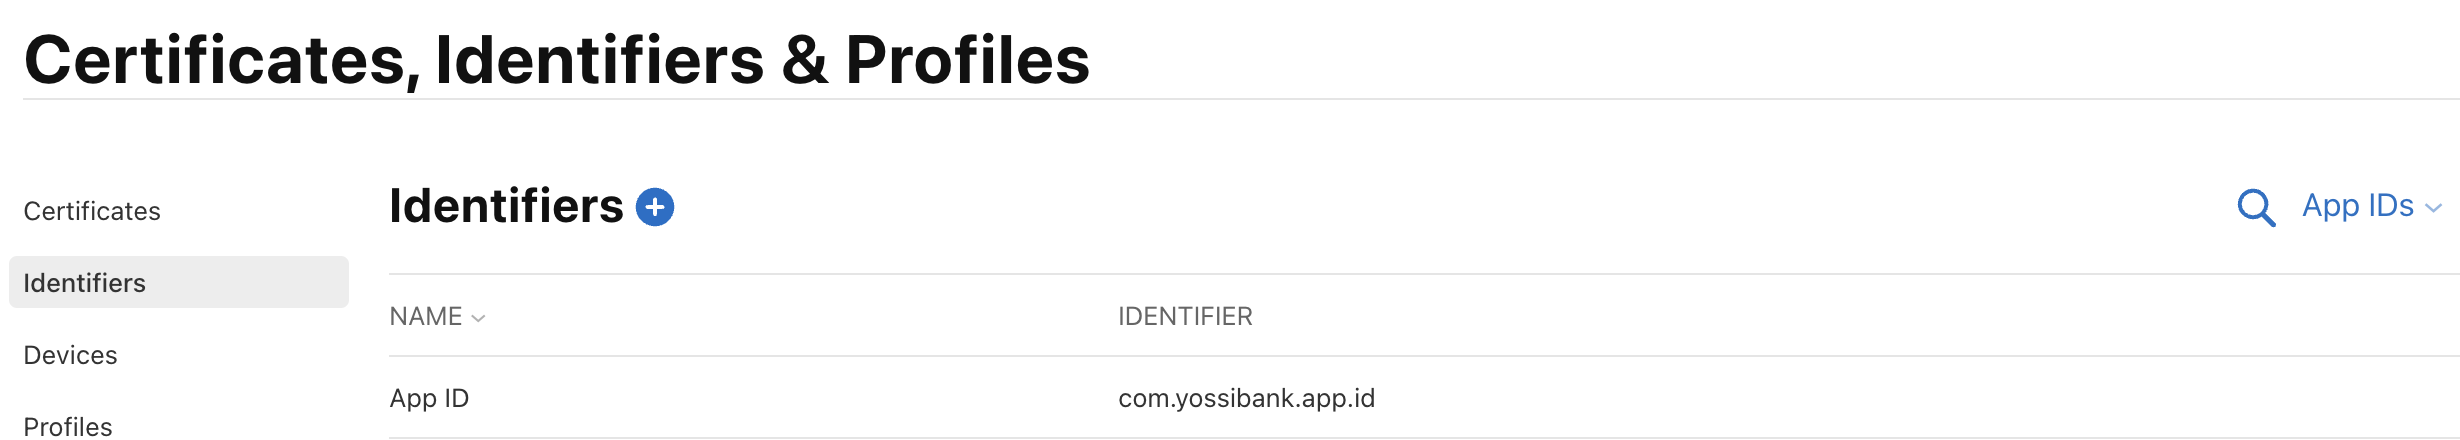 Certificates, Identifiers & Profiles
Certificates
Identifiers
Devices
Profiles
Identifiers
App IDs
NAME IDENTIFIER
App ID com.yossibank.app.id